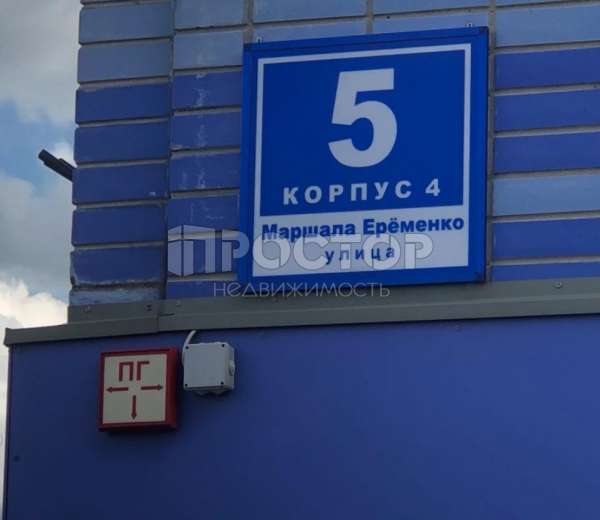 5
КОРПУС 4
Маршала Ерёменко
улица
ПРОСТОР
НЕДВИЖИМОСТЬ
ПГ